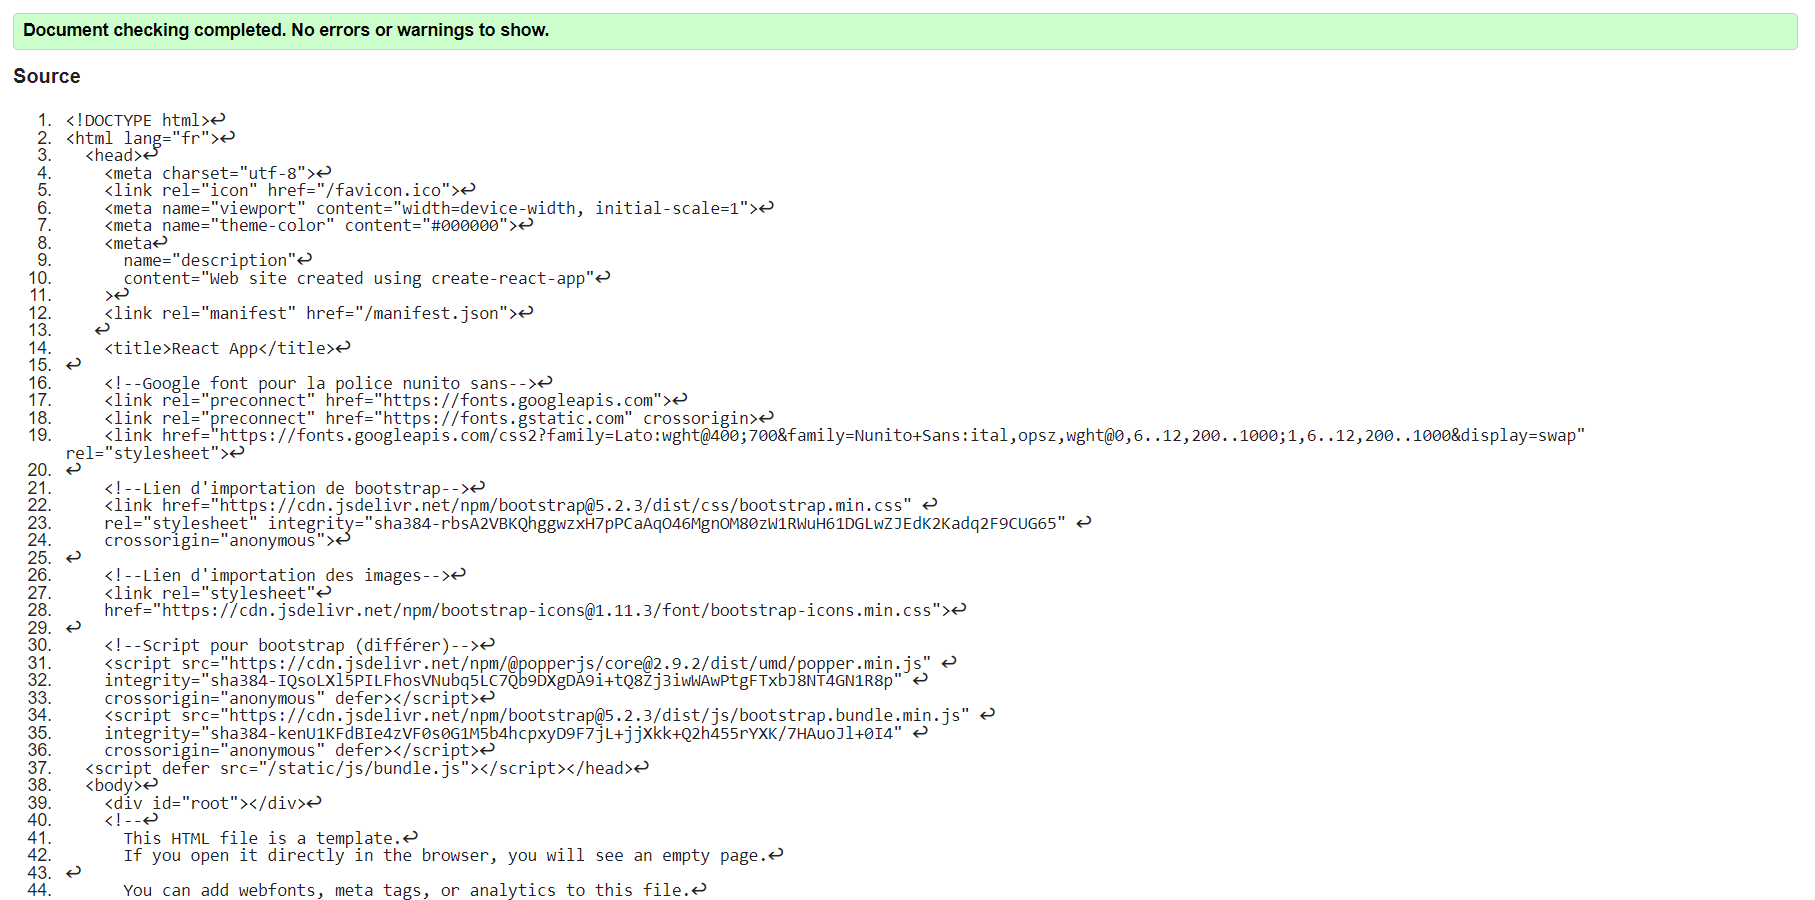 Document checking completed. No errors or warnings to show.
Source
1. <!DOCTYPE html>↩
2. <html lang="fr">↩
3.   <head>↩
4.     <meta charset="utf-8">↩
5.     <link rel="icon" href="/favicon.ico">↩
6.     <meta name="viewport" content="width=device-width, initial-scale=1">↩
7.     <meta name="theme-color" content="#000000">↩
8.     <meta↩
9.       name="description"↩
10.       content="Web site created using create-react-app"↩
11.     >↩
12.     <link rel="manifest" href="/manifest.json">↩
13.    ↩
14.     <title>React App</title>↩
15. ↩
16.     <!--Google font pour la police nunito sans-->↩
17.     <link rel="preconnect" href="https://fonts.googleapis.com">↩
18.     <link rel="preconnect" href="https://fonts.gstatic.com" crossorigin>↩
19.     <link href="https://fonts.googleapis.com/css2?family=Lato:wght@400;700&family=Nunito+Sans:ital,opsz,wght@0,6..12,200..1000;1,6..12,200..1000&display=swap"
rel="stylesheet">↩
20. ↩
21.     <!--Lien d'importation de bootstrap-->↩
22.     <link href="https://cdn.jsdelivr.net/npm/bootstrap@5.2.3/dist/css/bootstrap.min.css" ↩
23.     rel="stylesheet" integrity="sha384-rbsA2VBKQhggwzxH7pPCaAqO46MgnOM80zW1RWuH61DGLwZJEdK2Kadq2F9CUG65" ↩
24.     crossorigin="anonymous">↩
25. ↩
26.     <!--Lien d'importation des images-->↩
27.     <link rel="stylesheet"↩
28.     href="https://cdn.jsdelivr.net/npm/bootstrap-icons@1.11.3/font/bootstrap-icons.min.css">↩
29. ↩
30.     <!--Script pour bootstrap (différer)-->↩
31.     <script src="https://cdn.jsdelivr.net/npm/@popperjs/core@2.9.2/dist/umd/popper.min.js" ↩
32.     integrity="sha384-IQsoLXl5PILFhosVNubq5LC7Qb9DXgDA9i+tQ8Zj3iwWAwPtgFTxbJ8NT4GN1R8p" ↩
33.     crossorigin="anonymous" defer></script>↩
34.     <script src="https://cdn.jsdelivr.net/npm/bootstrap@5.2.3/dist/js/bootstrap.bundle.min.js" ↩
35.     integrity="sha384-kenU1KFdBIe4zVF0s0G1M5b4hcpxyD9F7jL+jjXkk+Q2h455rYXK/7HAuoJl+0I4" ↩
36.     crossorigin="anonymous" defer></script>↩
37.   <script defer src="/static/js/bundle.js"></script></head>↩
38.   <body>↩
39.     <div id="root"></div>↩
40.     <!--↩
41.       This HTML file is a template.↩
42.       If you open it directly in the browser, you will see an empty page.↩
43. ↩
44.       You can add webfonts, meta tags, or analytics to this file.↩